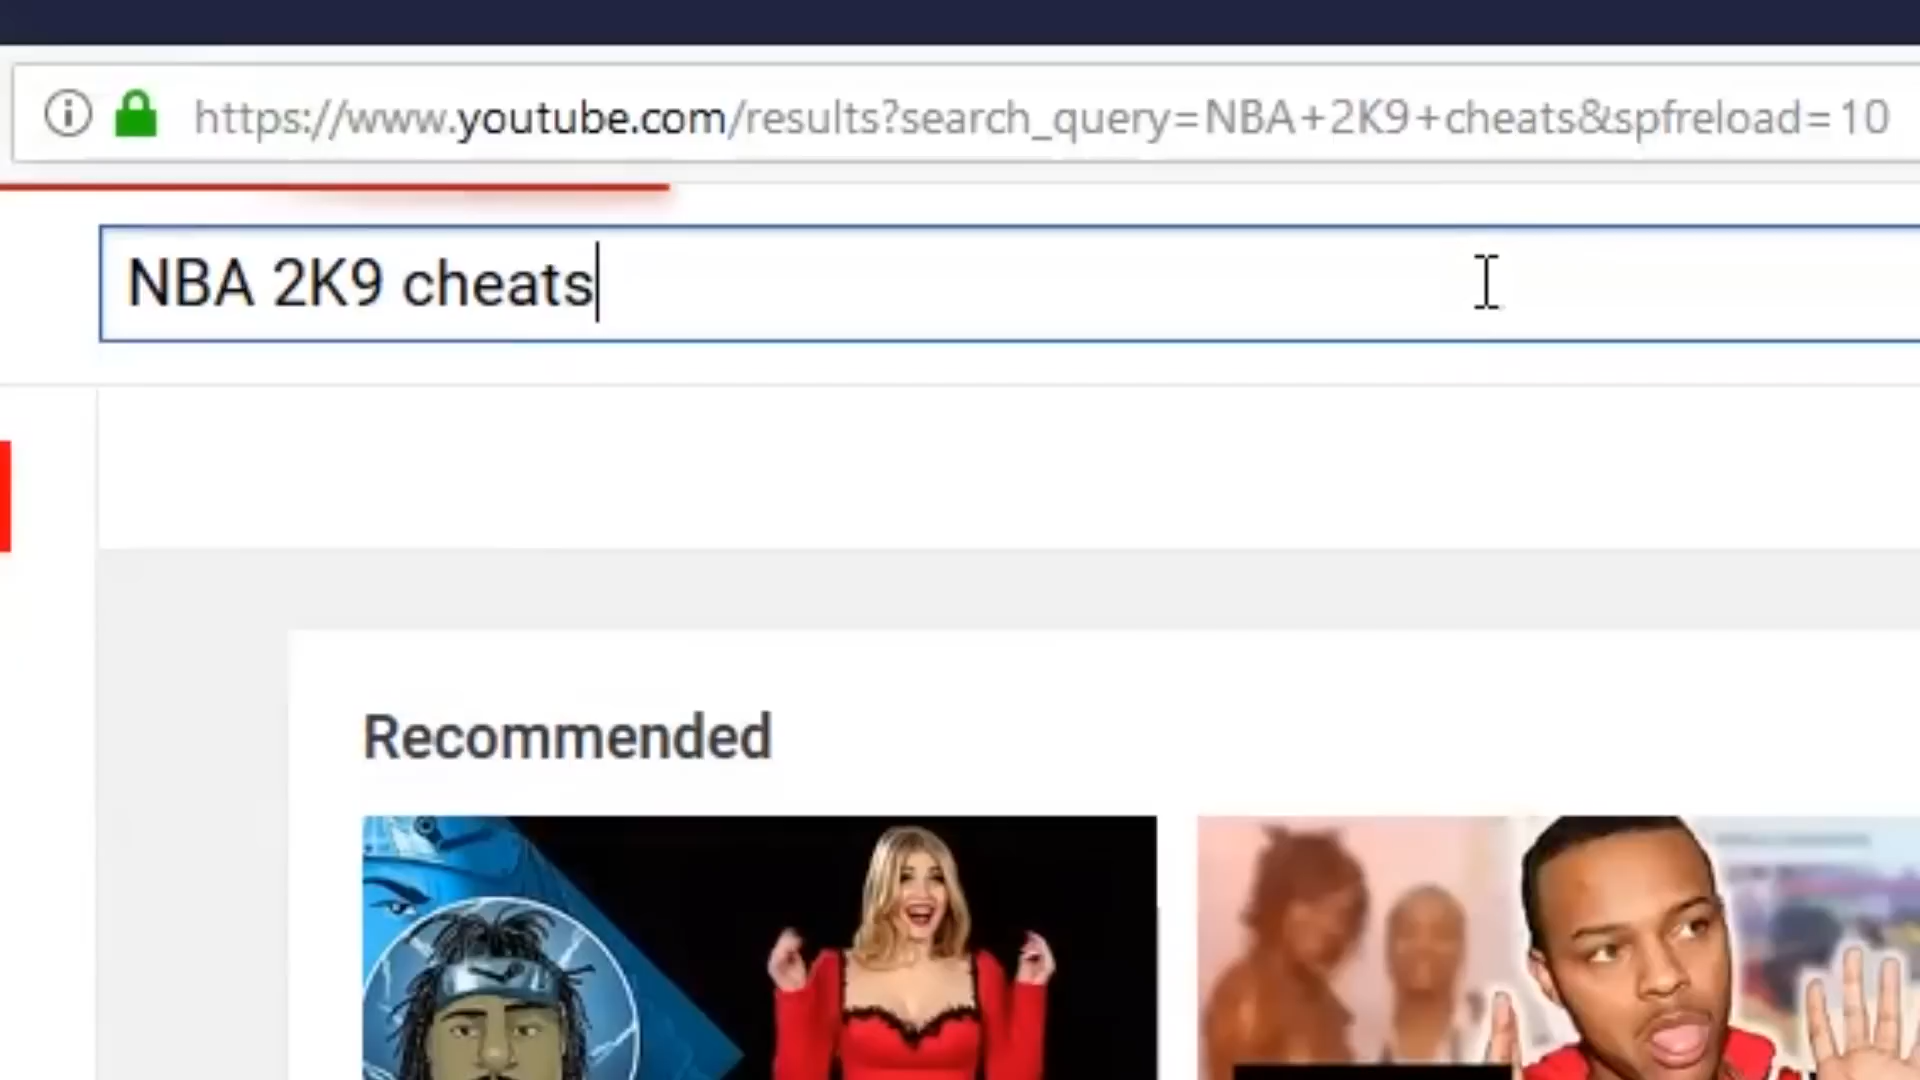 https://www.youtube.com/results?search_query=NBA+2K9+cheats&spfreload=10
NBA 2K9 cheats
Recommended